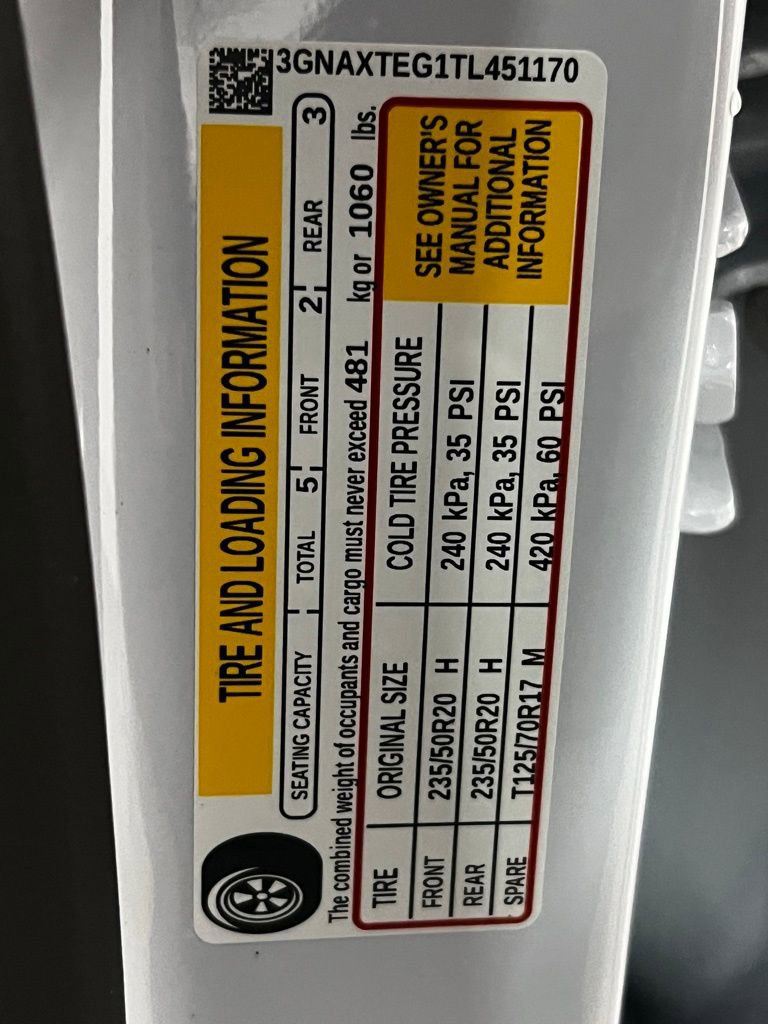 3GNAXTEG1TL451170
TIRE AND LOADING INFORMATION
SEATING CAPACITY TOTAL 5 FRONT 2 REAR 3
The combined weight of occupants and cargo must never exceed 481 kg or 1060 lbs.
TIRE ORIGINAL SIZE COLD TIRE PRESSURE
FRONT 235/50R20 H 240 kPa, 35 PSI
REAR 235/50R20 H 240 kPa, 35 PSI
SPARE T125/70R17 M 420 kPa, 60 PSI
SEE OWNER'S
MANUAL FOR
ADDITIONAL
INFORMATION